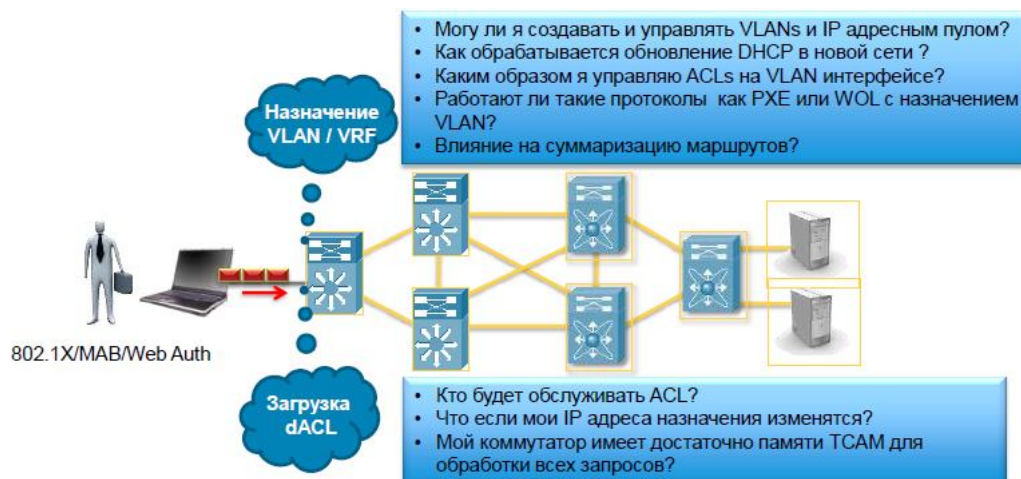 • Могу ли я создавать и управлять VLANs и IP адресным пулом?
• Как обрабатывается обновление DHCP в новой сети ?
• Каким образом я управляю ACLs на VLAN интерфейсе?
• Работают ли такие протоколы как PXE или WOL с назначением
VLAN?
• Влияние на суммаризацию маршрутов?
Назначение
VLAN / VRF
802.1X/MAB/Web Auth
Загрузка
dACL
• Кто будет обслуживать ACL?
• Что если мои IP адреса назначения изменятся?
• Мой коммутатор имеет достаточно памяти TCAM для
обработки всех запросов?